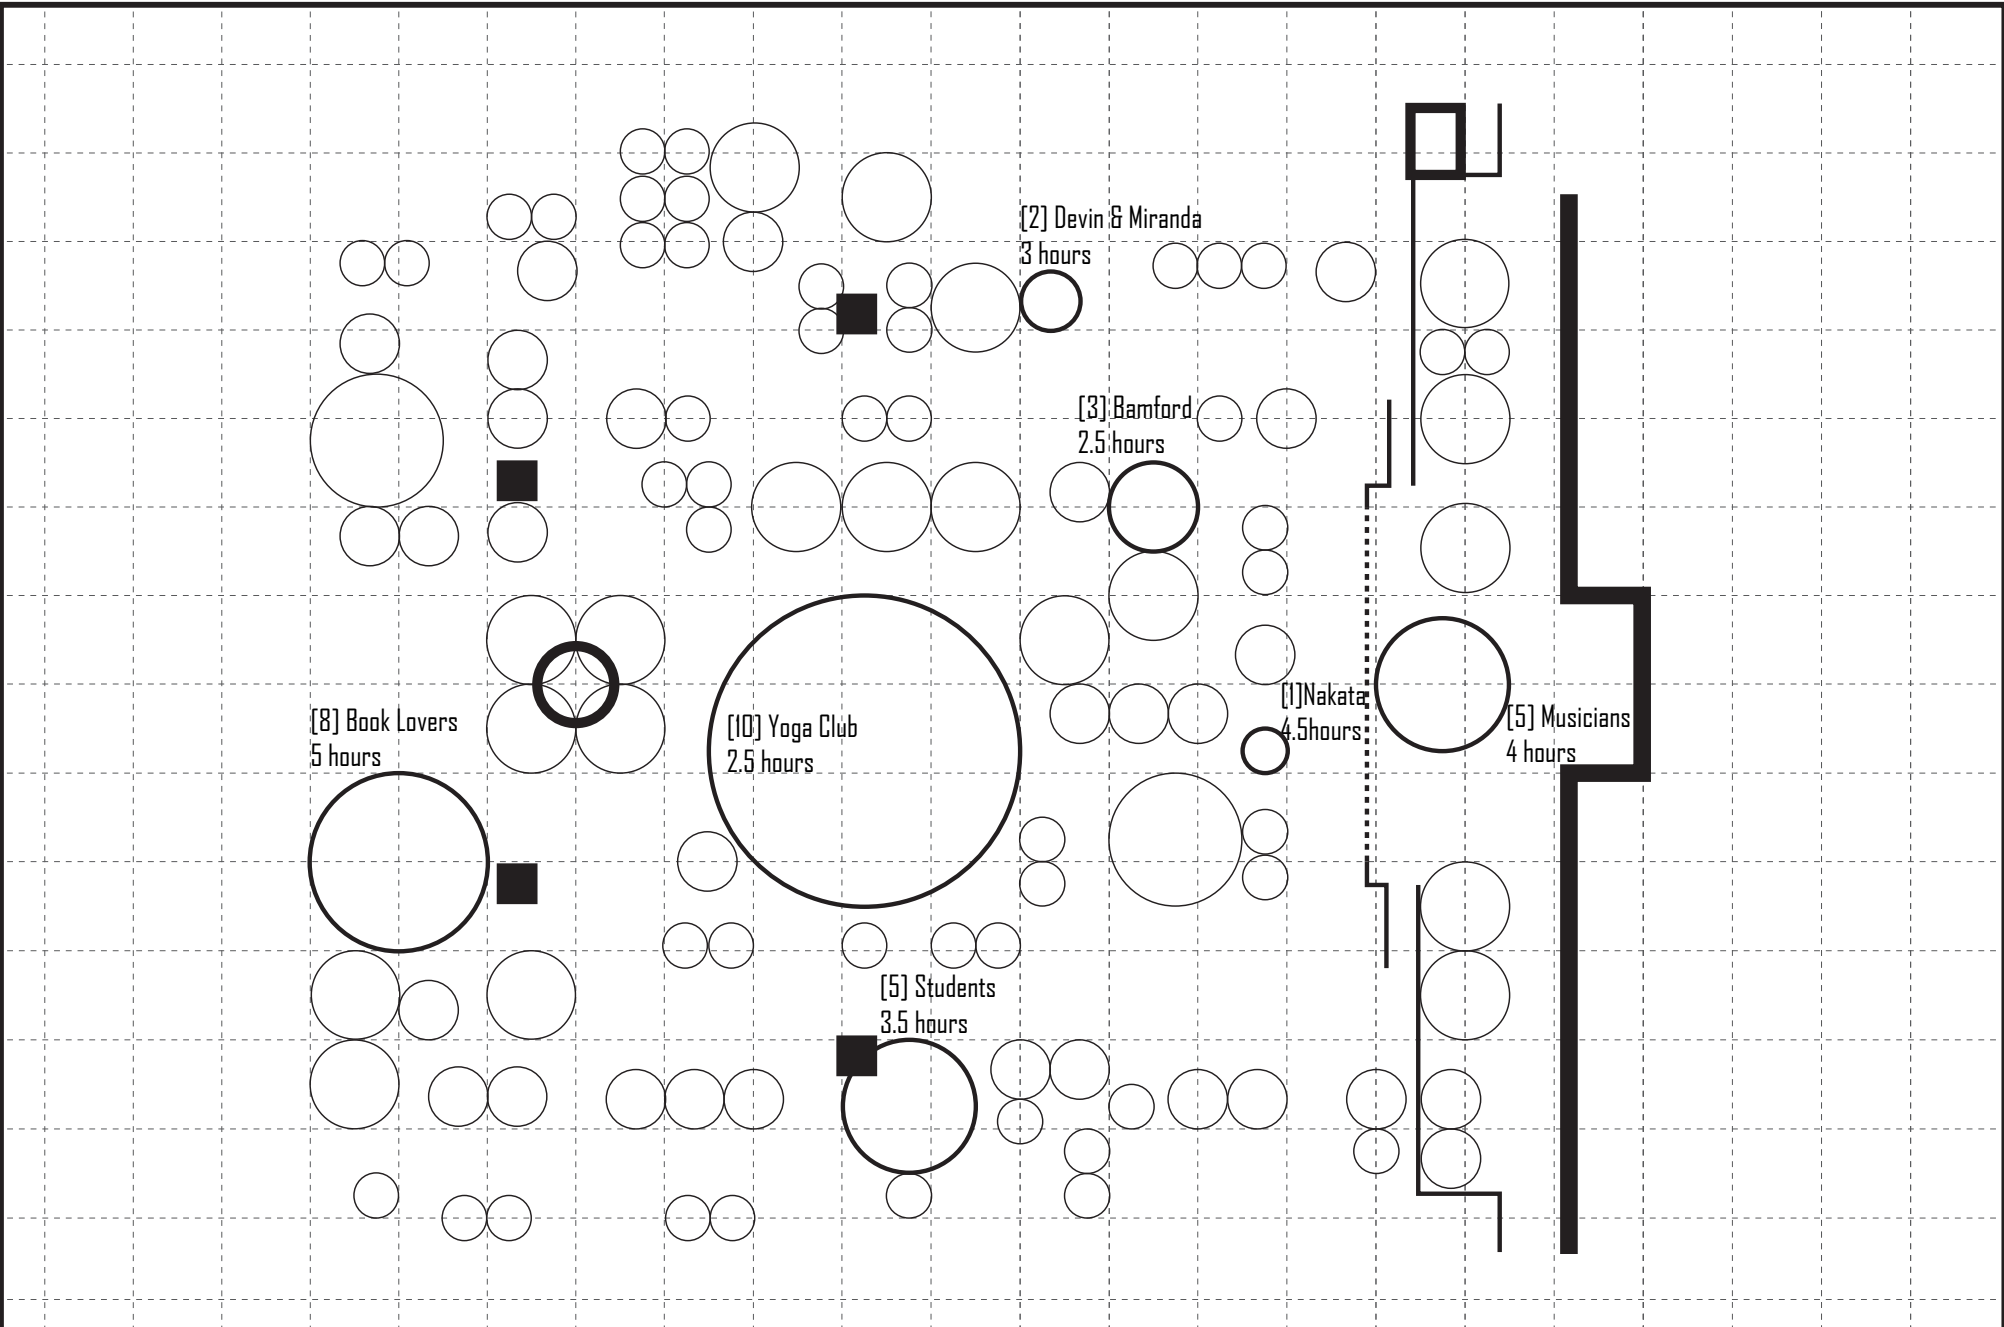 [2] Devin & Miranda
3 hours
[3] Bamford
2.5 hours
[1]Nakata
4.5hours
[5] Musicians
4 hours
[8] Book Lovers
5 hours
[10] Yoga Club
2.5 hours
[5] Students
3.5 hours